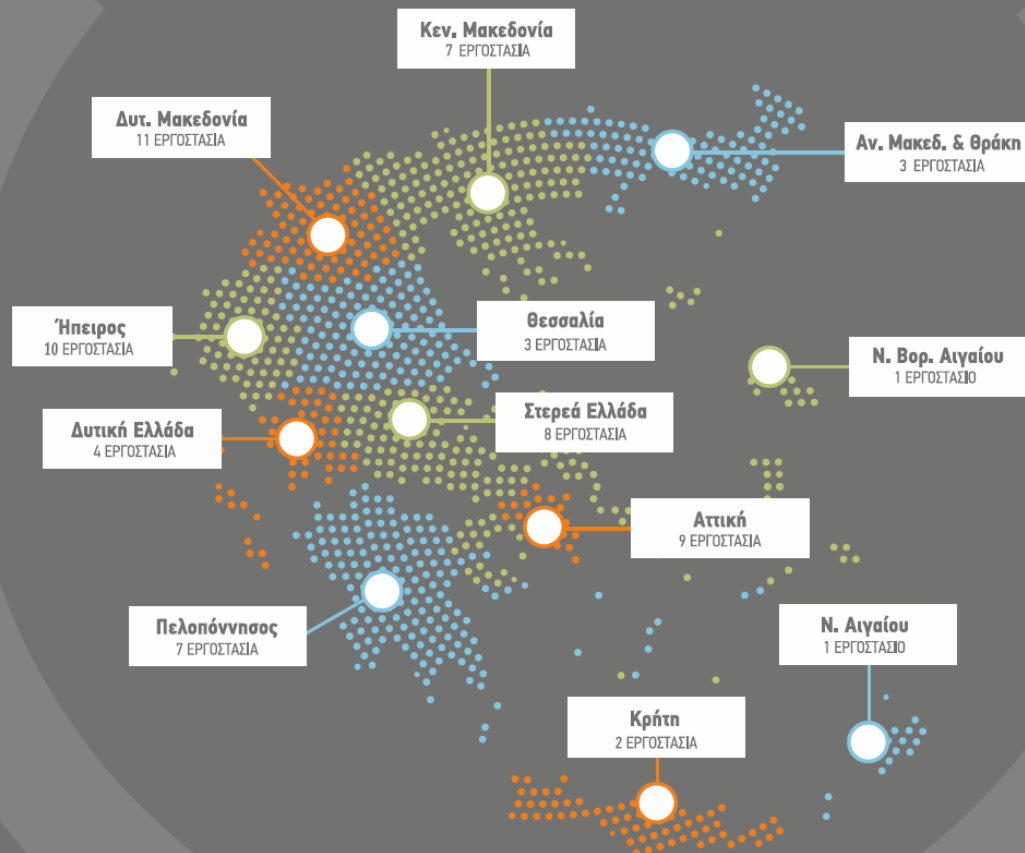 Κεν. Μακεδονία
7 ΕΡΓΟΣΤΑΣΙΑ
Δυτ. Μακεδονία
11 ΕΡΓΟΣΤΑΣΙΑ
Αν. Μακεδ. & Θράκη
3 ΕΡΓΟΣΤΑΣΙΑ
Ήπειρος
10 ΕΡΓΟΣΤΑΣΙΑ
Θεσσαλία
3 ΕΡΓΟΣΤΑΣΙΑ
Ν. Βορ. Αιγαίου
1 ΕΡΓΟΣΤΑΣΙΟ
Δυτική Ελλάδα
4 ΕΡΓΟΣΤΑΣΙΑ
Στερεά Ελλάδα
8 ΕΡΓΟΣΤΑΣΙΑ
Αττική
9 ΕΡΓΟΣΤΑΣΙΑ
Πελοπόννησος
7 ΕΡΓΟΣΤΑΣΙΑ
Ν. Αιγαίου
1 ΕΡΓΟΣΤΑΣΙΟ
Κρήτη
2 ΕΡΓΟΣΤΑΣΙΑ